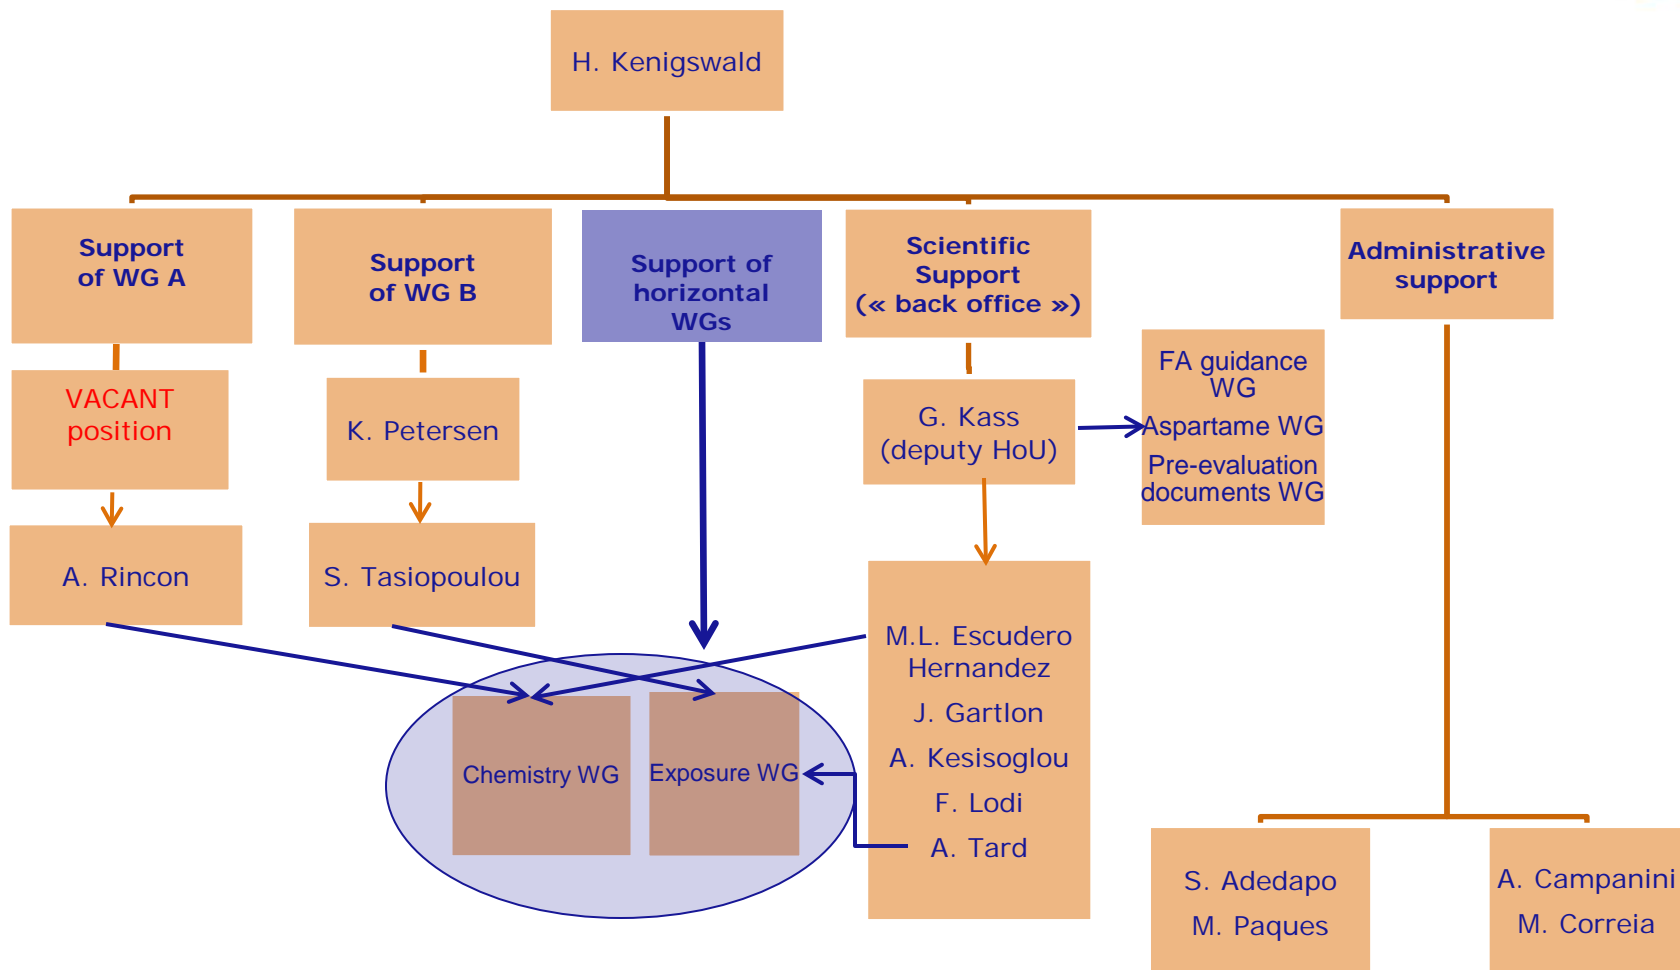 H. Kenigswald
Support
of WG A
Support
of WG B
Support of
horizontal
WGs
Scientific
Support
(« back office »)
Administrative
support
VACANT
position
K. Petersen
G. Kass
(deputy HoU)
FA guidance
WG
Aspartame WG
Pre-evaluation
documents WG
A. Rincon
S. Tasiopoulou
M.L. Escudero
Hernandez
J. Gartlon
A. Kesisoglou
F. Lodi
A. Tard
Chemistry WG
Exposure WG
S. Adedapo
M. Paques
A. Campanini
M. Correia